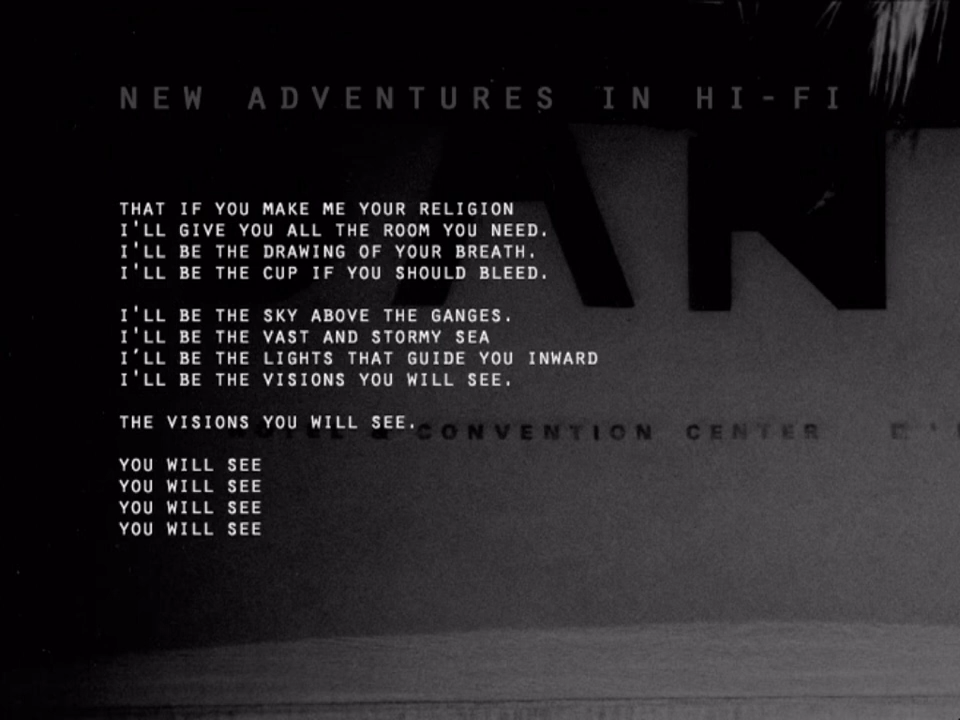 NEW ADVENTURES IN HI-FI
THAT IF YOU MAKE ME YOUR RELIGION
I'LL GIVE YOU ALL THE ROOM YOU NEED.
I'LL BE THE DRAWING OF YOUR BREATH.
I'LL BE THE CUP IF YOU SHOULD BLEED.
I'LL BE THE SKY ABOVE THE GANGES.
I'LL BE THE VAST AND STORMY SEA
I'LL BE THE LIGHTS THAT GUIDE YOU INWARD
I'LL BE THE VISIONS YOU WILL SEE.
THE VISIONS YOU WILL SEE.
HOTEL & CONVENTION CENTER
YOU WILL SEE
YOU WILL SEE
YOU WILL SEE
YOU WILL SEE